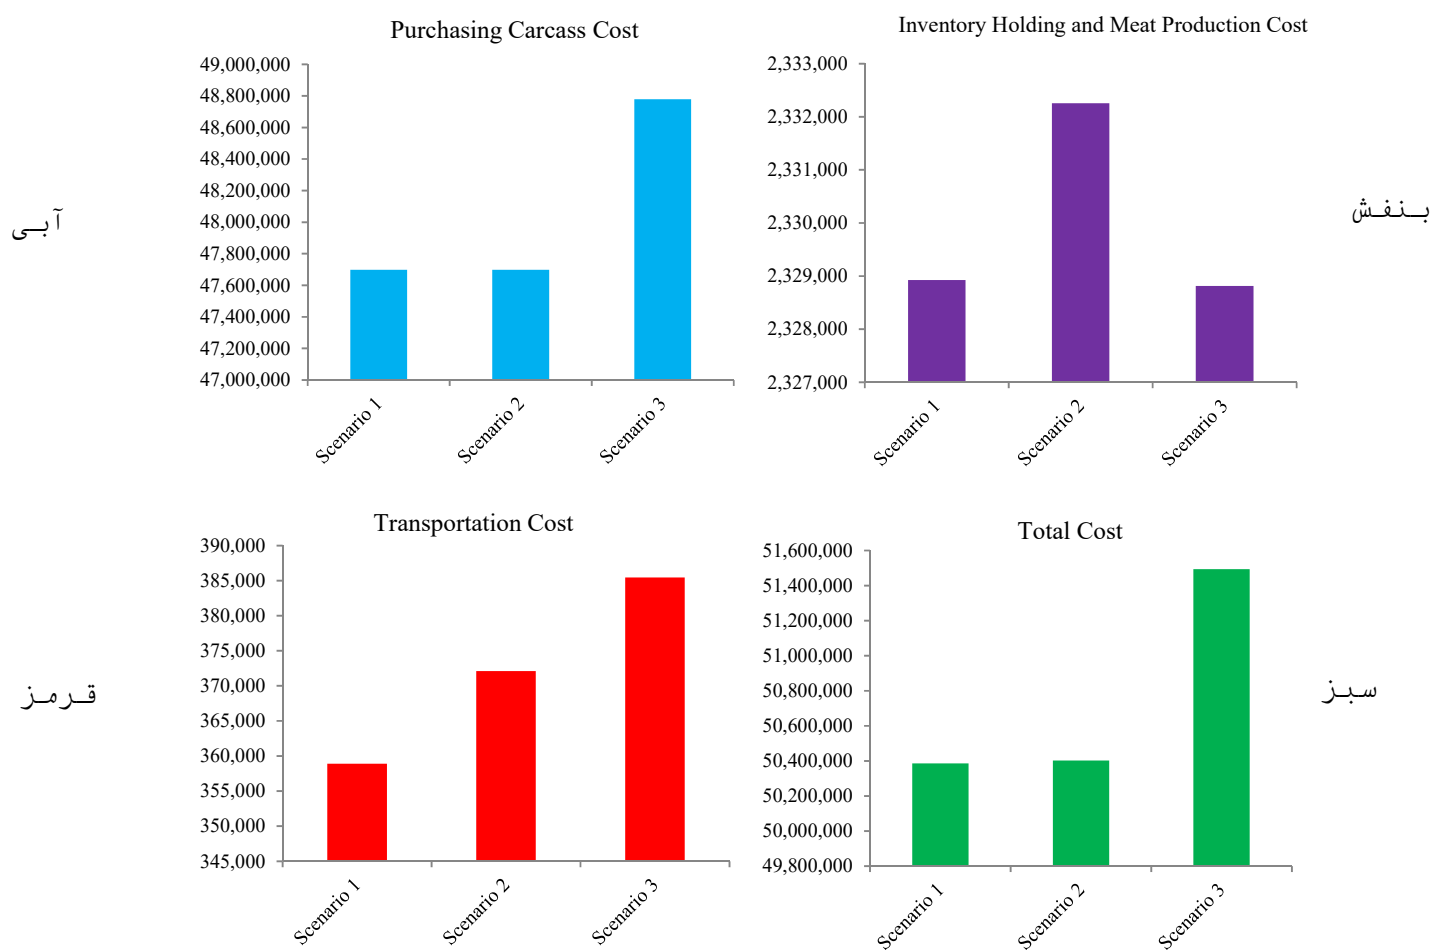 Purchasing Carcass Cost
49,000,000
48,800,000
48,600,000
48,400,000
48,200,000
48,000,000
47,800,000
47,600,000
47,400,000
47,200,000
47,000,000
Scenario 1
Scenario 2
Scenario 3
آبی
Inventory Holding and Meat Production Cost
2,333,000
2,332,000
2,331,000
2,330,000
2,329,000
2,328,000
2,327,000
Scenario 1
Scenario 2
Scenario 3
بنفش
Transportation Cost
390,000
385,000
380,000
375,000
370,000
365,000
360,000
355,000
350,000
345,000
Scenario 1
Scenario 2
Scenario 3
قرمز
Total Cost
51,600,000
51,400,000
51,200,000
51,000,000
50,800,000
50,600,000
50,400,000
50,200,000
50,000,000
49,800,000
Scenario 1
Scenario 2
Scenario 3
سبز